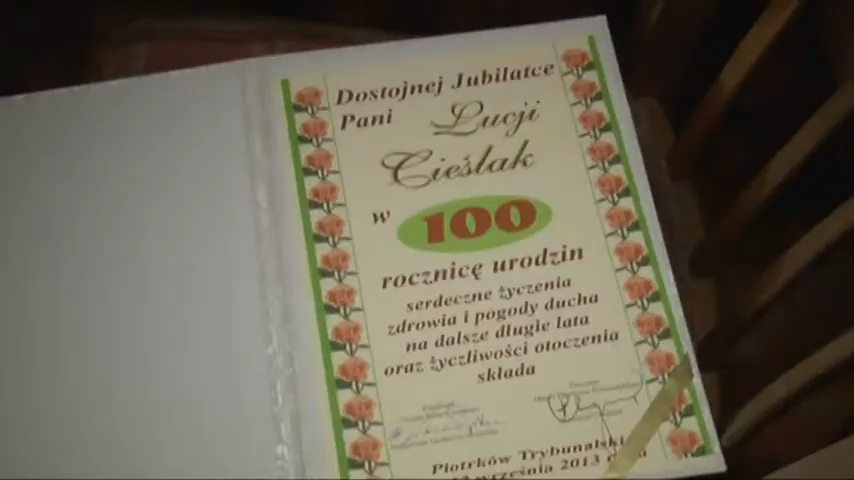 Dostojnej Jubilatce
Pani Lucji
Cieślak
w 100
rocznicę urodzin
serdeczne życzenia
zdrowia i pogody ducha
na dalsze długie lata
oraz życzliwości otoczenia
składa
Piotrków Trybunalski
września 2013